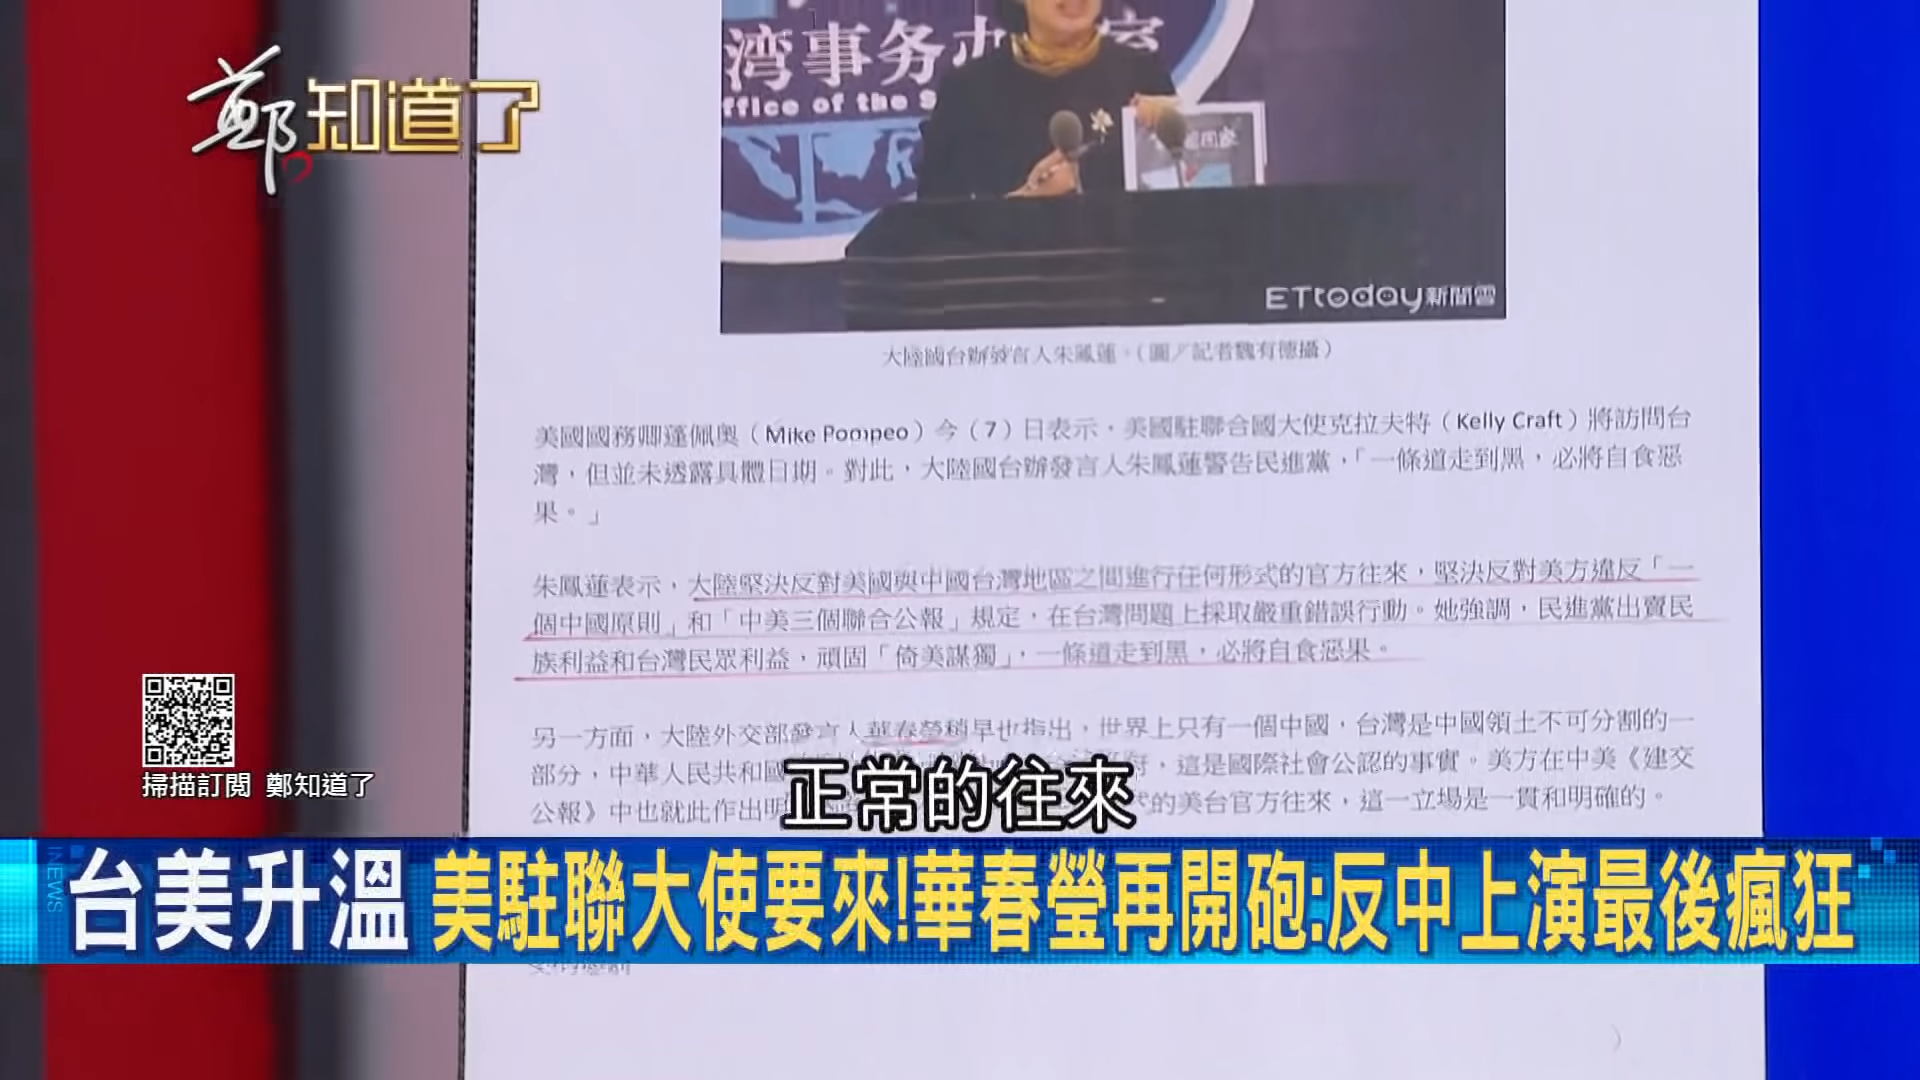 鄭知道了
湾事务办
ffice of the S
ETtoday新聞雲
大陸國台辦發言人朱鳳蓮。(圖/記者魏有德攝)
美國國務卿蓬佩奧(Mike Pompeo)今(7)日表示,美國駐聯合國大使克拉夫特(Kelly Craft)將訪問台
灣,但並未透露具體日期。對此,大陸國台辦發言人朱鳳蓮警告民進黨,「一條道走到黑,必將自食惡
果。」
朱鳳蓮表示,大陸堅決反對美國與中國台灣地區之間進行任何形式的官方往來,堅決反對美方違反「一
個中國原則」和「中美三個聯合公報」規定,在台灣問題上採取嚴重錯誤行動。她強調,民進黨出賣民
族利益和台灣民眾利益,頑固「倚美謀獨」,一條道走到黑,必將自食惡果。
另一方面,大陸外交部發言人華春瑩稍早也指出,世界上只有一個中國,台灣是中國領土不可分割的一
部分,中華人民共和國 府,這是國際社會公認的事實。美方在中美《建交
公報》中也就此作出明 的美台官方往來,這一立場是一貫和明確的。
正常的往來
掃描訂閱 鄭知道了
INEWS
台美升溫 美駐聯大使要來!華春瑩再開砲:反中上演最後瘋狂